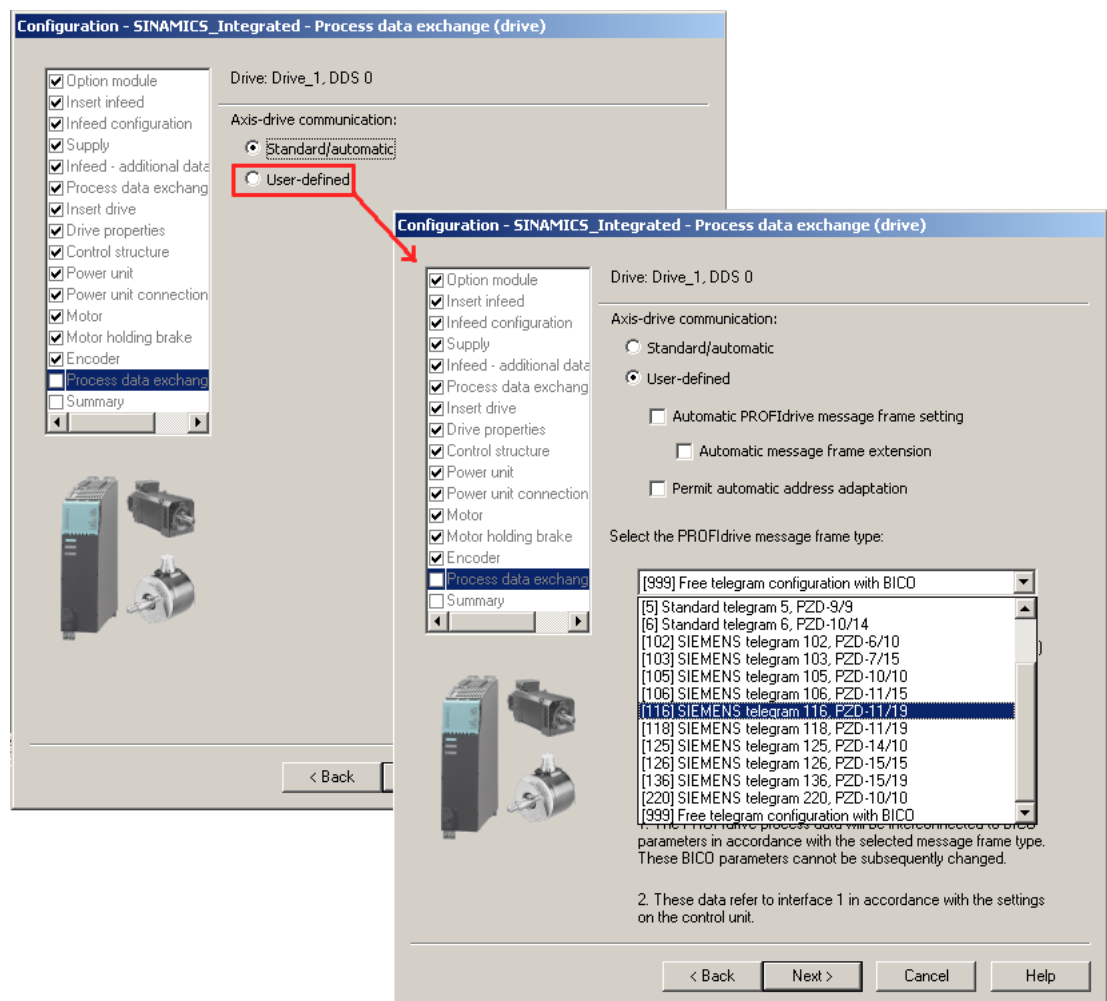 Configuration - SINAMICS_Integrated - Process data exchange (drive)
Option module
Insert infeed
Infeed configuration
Supply
Infeed - additional data
Process data exchang
Insert drive
Drive properties
Control structure
Power unit
Power unit connection
Motor
Motor holding brake
Encoder
Process data exchang
Summary
Drive: Drive_1, DDS 0
Axis-drive communication:
Standard/automatic
User-defined
< Back
Configuration - SINAMICS_Integrated - Process data exchange (drive)
Option module
Insert infeed
Infeed configuration
Supply
Infeed - additional data
Process data exchang
Insert drive
Drive properties
Control structure
Power unit
Power unit connection
Motor
Motor holding brake
Encoder
Process data exchang
Summary
Drive: Drive_1, DDS 0
Axis-drive communication:
Standard/automatic
User-defined
Automatic PROFIdrive message frame setting
Automatic message frame extension
Permit automatic address adaptation
Select the PROFIdrive message frame type:
[999] Free telegram configuration with BICO
[5] Standard telegram 5, PZD-9/9
[6] Standard telegram 6, PZD-10/14
[102] SIEMENS telegram 102, PZD-6/10
[103] SIEMENS telegram 103, PZD-7/15
[105] SIEMENS telegram 105, PZD-10/10
[106] SIEMENS telegram 106, PZD-11/15
[116] SIEMENS telegram 116, PZD-11/19
[118] SIEMENS telegram 118, PZD-11/19
[125] SIEMENS telegram 125, PZD-14/10
[126] SIEMENS telegram 126, PZD-15/15
[136] SIEMENS telegram 136, PZD-15/19
[220] SIEMENS telegram 220, PZD-10/10
[999] Free telegram configuration with BICO
1. The PROFIdrive process data will be interconnected to BICO
parameters in accordance with the selected message frame type.
These BICO parameters cannot be subsequently changed.
2. These data refer to interface 1 in accordance with the settings
on the control unit.
< Back
Next >
Cancel
Help